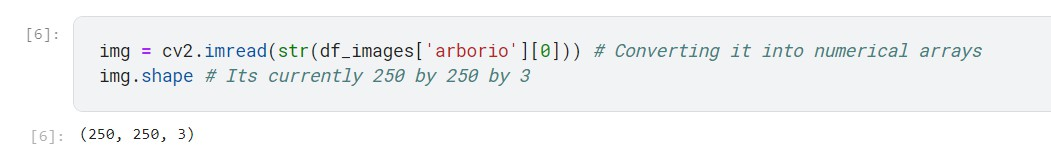 [6]:
img = cv2.imread(str(df_images['arborio'][0])) # Converting it into numerical arrays
img.shape # Its currently 250 by 250 by 3
[6]: (250, 250, 3)